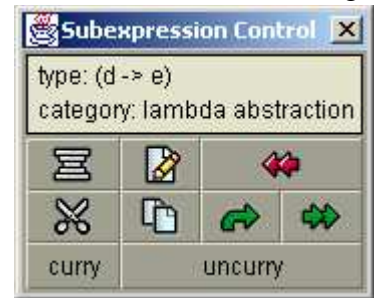 Subexpression Control
type: (d -> e)
category: lambda abstraction
curry uncurry